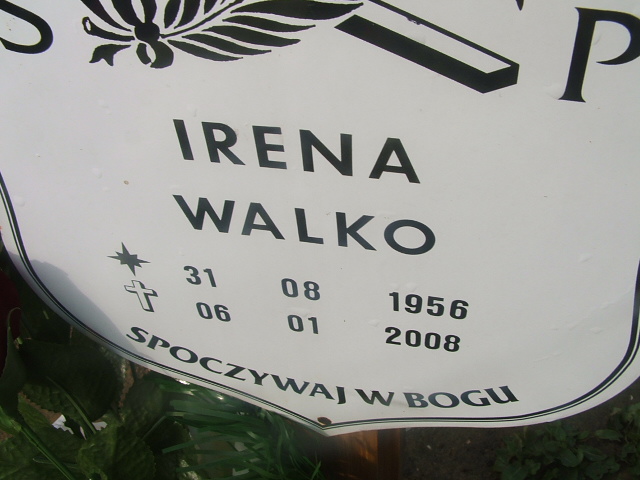 S P
IRENA
WALKO
31 08 1956
06 01 2008
SPOCZYWAJ W BOGU